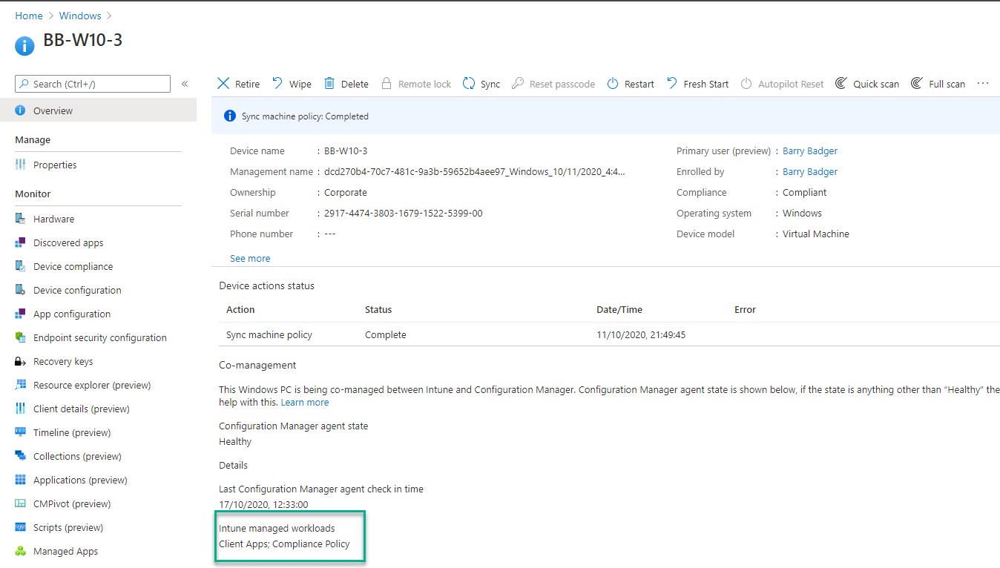 Home > Windows >
BB-W10-3
Search (Ctrl+/)
«
Retire
Wipe
Delete
Remote lock
Sync
Reset passcode
Restart
Fresh Start
Autopilot Reset
Quick scan
Full scan
···
Overview
Manage
Properties
Monitor
Hardware
Discovered apps
Device compliance
Device configuration
App configuration
Endpoint security configuration
Recovery keys
Resource explorer (preview)
Client details (preview)
Timeline (preview)
Collections (preview)
Applications (preview)
CMPivot (preview)
Scripts (preview)
Managed Apps
Sync machine policy: Completed
Device name : BB-W10-3
Management name : dcd270b4-70c7-481c-9a3b-59652b4aee97_Windows_10/11/2020_4:4...
Ownership : Corporate
Serial number : 2917-4474-3803-1679-1522-5399-00
Phone number : ---
See more
Primary user (preview) : Barry Badger
Enrolled by : Barry Badger
Compliance : Compliant
Operating system : Windows
Device model : Virtual Machine
Device actions status
Action Status Date/Time Error
Sync machine policy Complete 11/10/2020, 21:49:45
Co-management
This Windows PC is being co-managed between Intune and Configuration Manager. Configuration Manager agent state is shown below, if the state is anything other than “Healthy” the
help with this. Learn more
Configuration Manager agent state
Healthy
Details
Last Configuration Manager agent check in time
17/10/2020, 12:33:00
Intune managed workloads
Client Apps; Compliance Policy